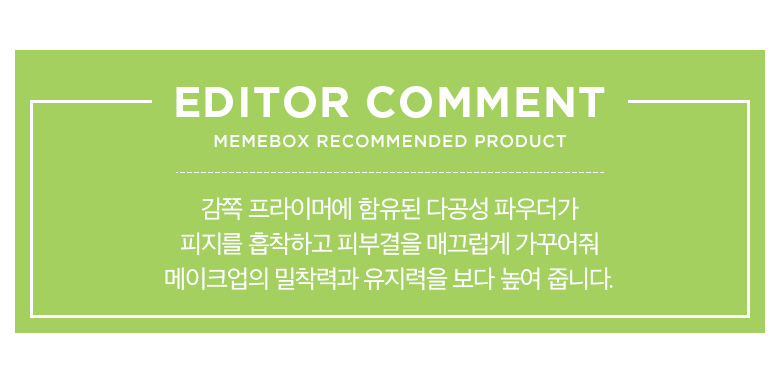 EDITOR COMMENT
MEMEBOX RECOMMENDED PRODUCT
감쪽 프라이머에 함유된 다공성 파우더가
피지를 흡착하고 피부결을 매끄럽게 가꾸어줘
메이크업의 밀착력과 유지력을 보다 높여 줍니다.